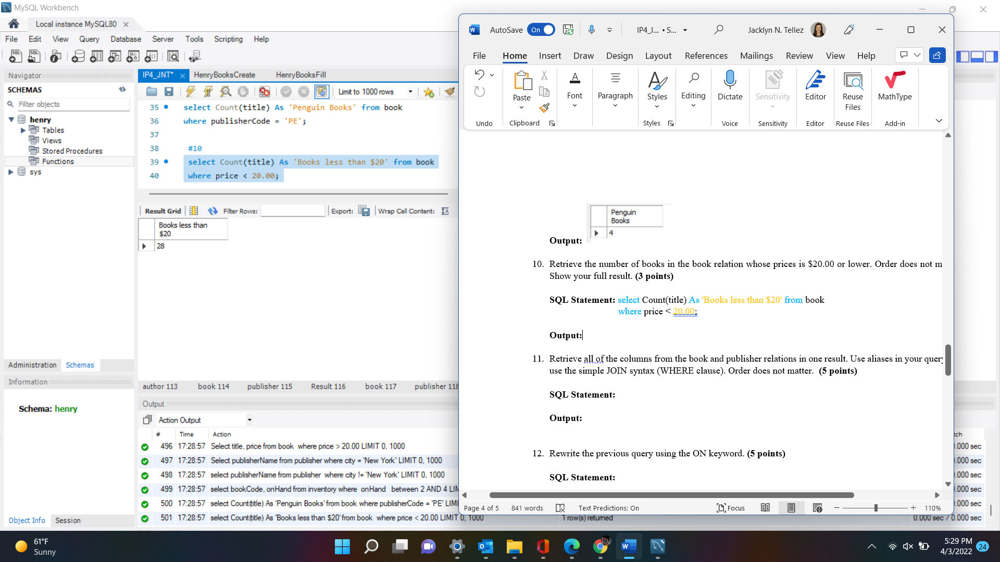 MySQL Workbench
Local instance MySQL80
File Edit View Query Database Server Tools Scripting Help
Navigator
SCHEMAS
Filter objects
henry
Tables
Views
Stored Procedures
Functions
sys
Administration Schemas
Information
Schema: henry
Object Info Session
IP4_JNT* HenryBooksCreate HenryBooksFill
Limit to 1000 rows
35 select Count(title) As 'Penguin Books' from book
36 where publisherCode = 'PE';
37
38 #10
39 select Count(title) As 'Books less than $20' from book
40 where price < 20.00;
Result Grid Filter Rows: Export: Wrap Cell Content:
Books less than
$20
28
author 113 book 114 publisher 115 Result 116 book 117 publisher 118
Output
Action Output
# Time Action
496 17:28:57 Select title, price from book where price > 20.00 LIMIT 0, 1000
497 17:28:57 Select publisherName from publisher where city = 'New York' LIMIT 0, 1000
498 17:28:57 select publisherName from publisher where city != 'New York' LIMIT 0, 1000
499 17:28:57 select bookCode, onHand from inventory where onHand between 2 AND 4 LIM
500 17:28:57 select Count(title) As 'Penguin Books' from book where publisherCode = 'PE' LIMI
501 17:28:57 select Count(title) As 'Books less than $20' from book where price < 20.00 LIMIT 0, 1000 1 row(s) returned 0.000 sec / 0.000 sec
tch
0.000 sec
0.000 sec
0.000 sec
0.000 sec
0.000 sec
AutoSave On IP4_J... • S... Jacklyn N. Tellez
File Home Insert Draw Design Layout References Mailings Review View Help
Paste Font Paragraph Styles Editing Dictate Sensitivity Editor Reuse Files MathType
Undo Clipboard Styles Voice Sensitivity Editor Reuse Files Add-in
Penguin
Books
4
Output:
10. Retrieve the number of books in the book relation whose prices is $20.00 or lower. Order does not m
Show your full result. (3 points)
SQL Statement: select Count(title) As 'Books less than $20' from book
where price < 20.00;
Output:
11. Retrieve all of the columns from the book and publisher relations in one result. Use aliases in your query
use the simple JOIN syntax (WHERE clause). Order does not matter. (5 points)
SQL Statement:
Output:
12. Rewrite the previous query using the ON keyword. (5 points)
SQL Statement:
Page 4 of 5 841 words Text Predictions: On Focus 110%
61°F
Sunny
5:29 PM
4/3/2022
24